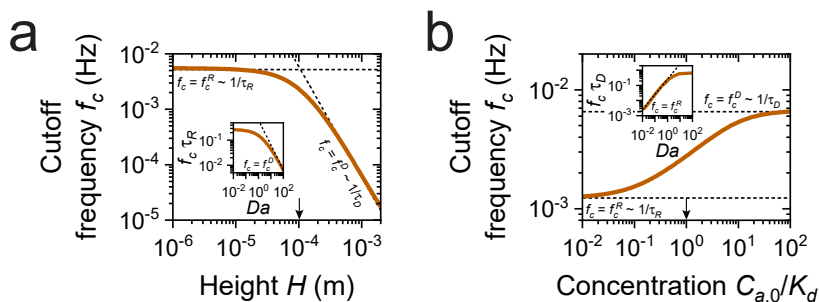 a
Cutoff
frequency f_c (Hz)
10^-2
10^-3
10^-4
10^-5
f_c = f_c^R ~ 1/τ_R
f_c = f_c^D ~ 1/τ_D
f_c τ_R
10^-1
10^-2
f_c = f_c^D
10^-2 10^0 10^2
Da
10^-6 10^-5 10^-4 10^-3
Height H (m)
b
Cutoff
frequency f_c (Hz)
10^-2
10^-3
f_c τ_D
10^-1
10^-3
f_c = f_c^R
10^-2 10^0 10^2
Da
f_c = f_c^D ~ 1/τ_D
f_c = f_c^R ~ 1/τ_R
10^-2 10^-1 10^0 10^1 10^2
Concentration C_a,0/K_d